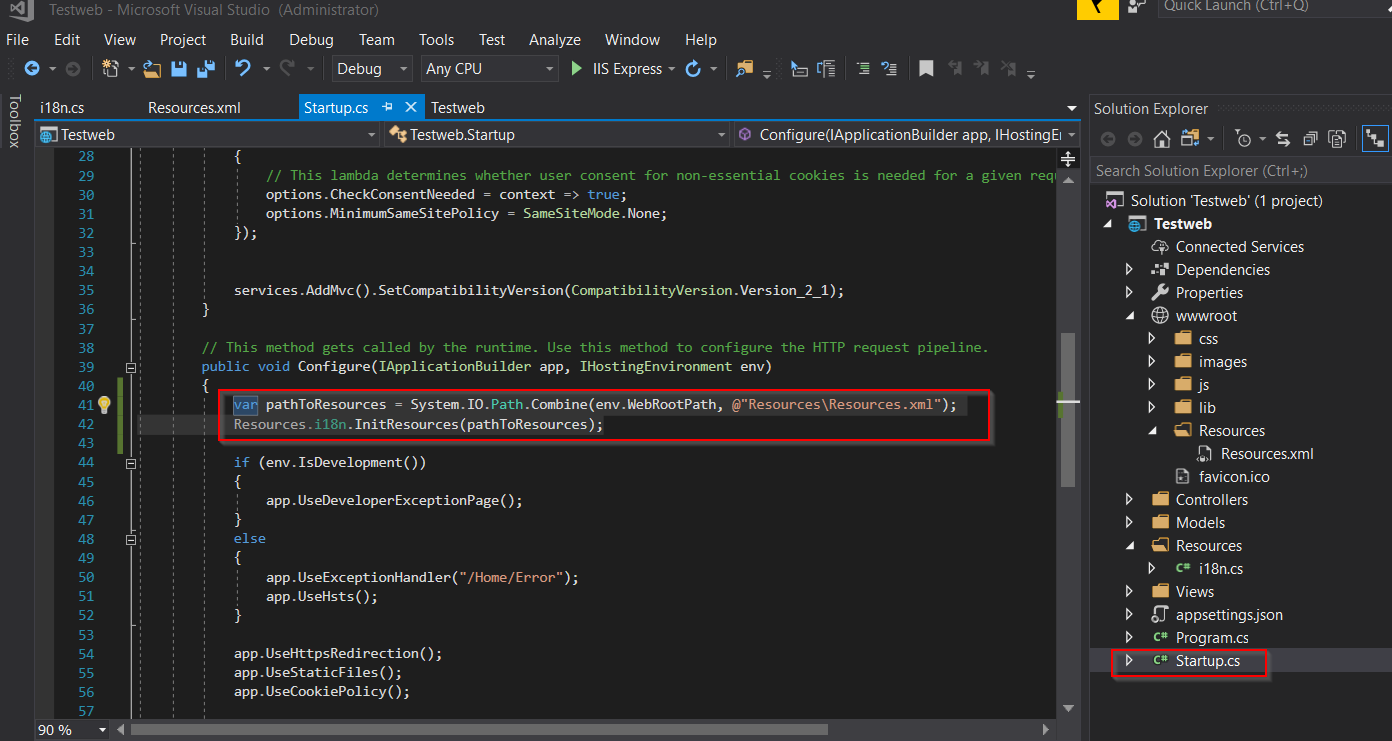 Testweb - Microsoft Visual Studio (Administrator)
Quick Launch (Ctrl+Q)
File Edit View Project Build Debug Team Tools Test Analyze Window Help
Debug Any CPU IIS Express
Toolbox
i18n.cs Resources.xml Startup.cs Testweb
Testweb Testweb.Startup Configure(IApplicationBuilder app, IHostingEn
28 {
29 // This lambda determines whether user consent for non-essential cookies is needed for a given requ
30 options.CheckConsentNeeded = context => true;
31 options.MinimumSameSitePolicy = SameSiteMode.None;
32 });
33
34
35 services.AddMvc().SetCompatibilityVersion(CompatibilityVersion.Version_2_1);
36 }
37
38 // This method gets called by the runtime. Use this method to configure the HTTP request pipeline.
39 public void Configure(IApplicationBuilder app, IHostingEnvironment env)
40 {
41 var pathToResources = System.IO.Path.Combine(env.WebRootPath, @"Resources\Resources.xml");
42 Resources.i18n.InitResources(pathToResources);
43
44 if (env.IsDevelopment())
45 {
46 app.UseDeveloperExceptionPage();
47 }
48 else
49 {
50 app.UseExceptionHandler("/Home/Error");
51 app.UseHsts();
52 }
53
54 app.UseHttpsRedirection();
55 app.UseStaticFiles();
56 app.UseCookiePolicy();
57
90 %
Solution Explorer
Search Solution Explorer (Ctrl+;)
Solution 'Testweb' (1 project)
Testweb
Connected Services
Dependencies
Properties
wwwroot
css
images
js
lib
Resources
Resources.xml
favicon.ico
Controllers
Models
Resources
C# i18n.cs
Views
appsettings.json
C# Program.cs
C# Startup.cs